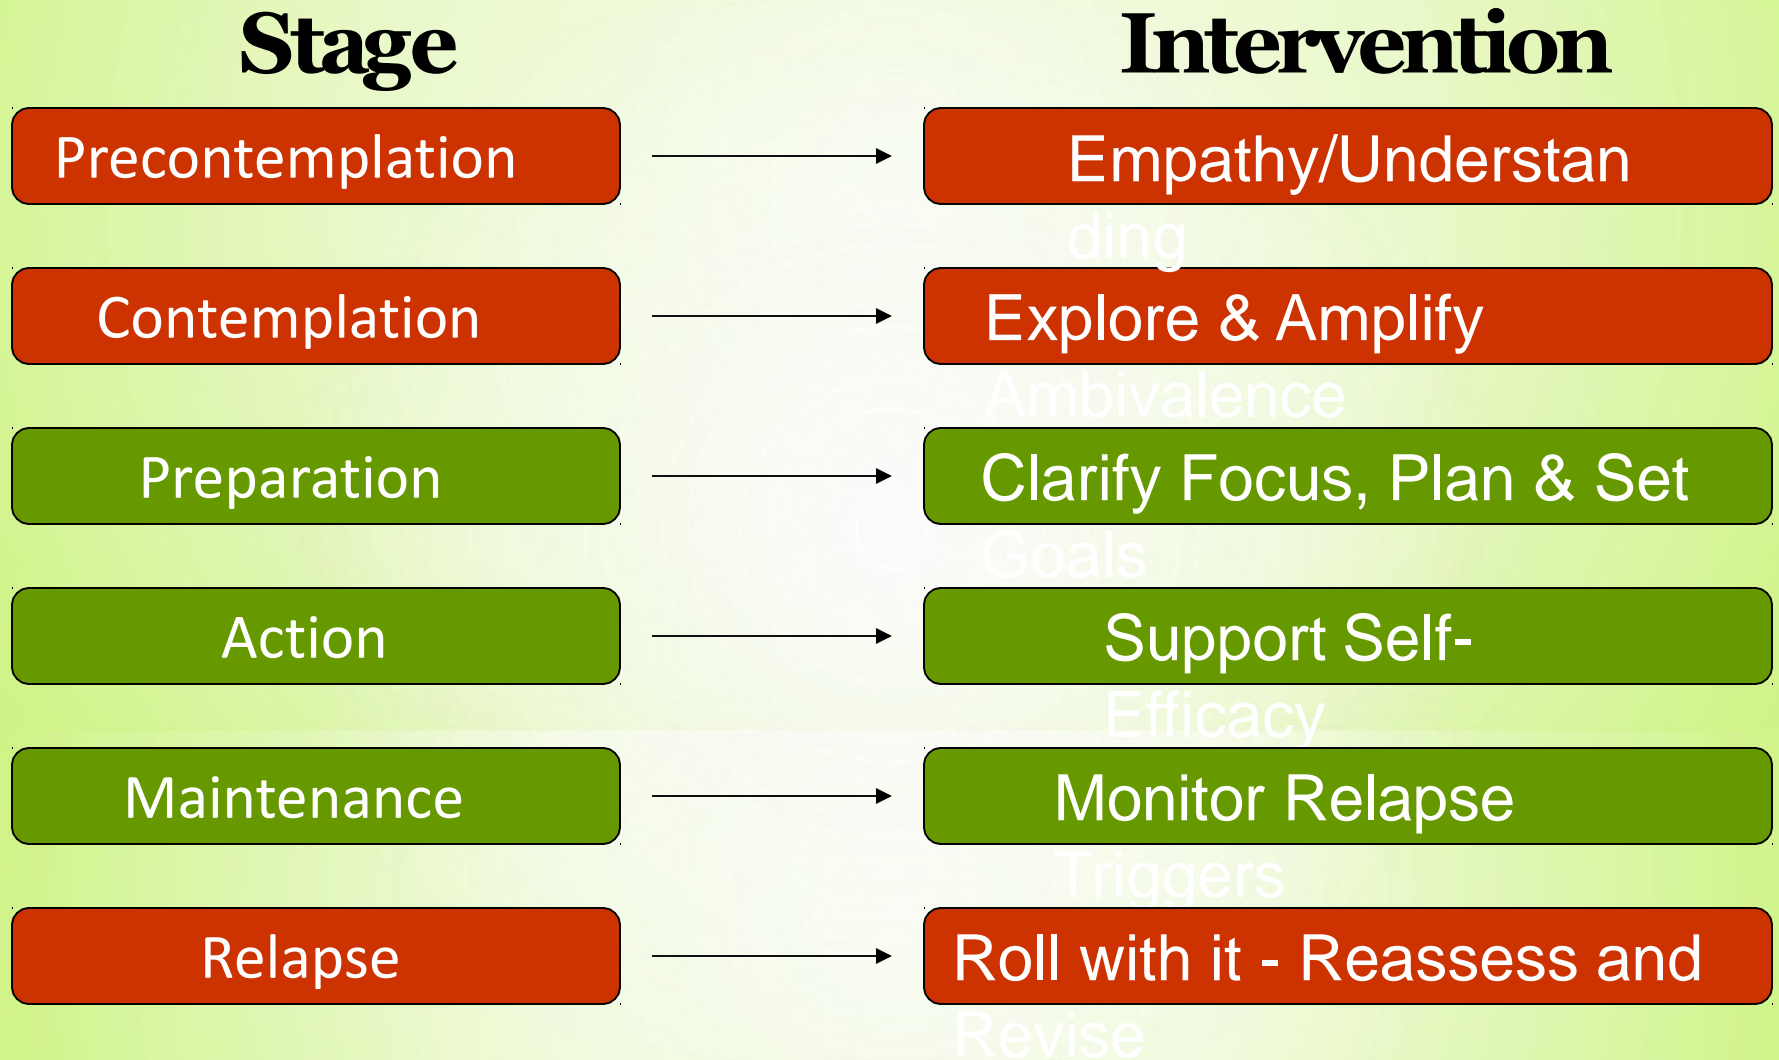 Stage
Intervention
Precontemplation
Empathy/Understan
ding
Contemplation
Explore & Amplify
Ambivalence
Preparation
Clarify Focus, Plan & Set
Goals
Action
Support Self-
Efficacy
Maintenance
Monitor Relapse
Triggers
Relapse
Roll with it - Reassess and
Revise